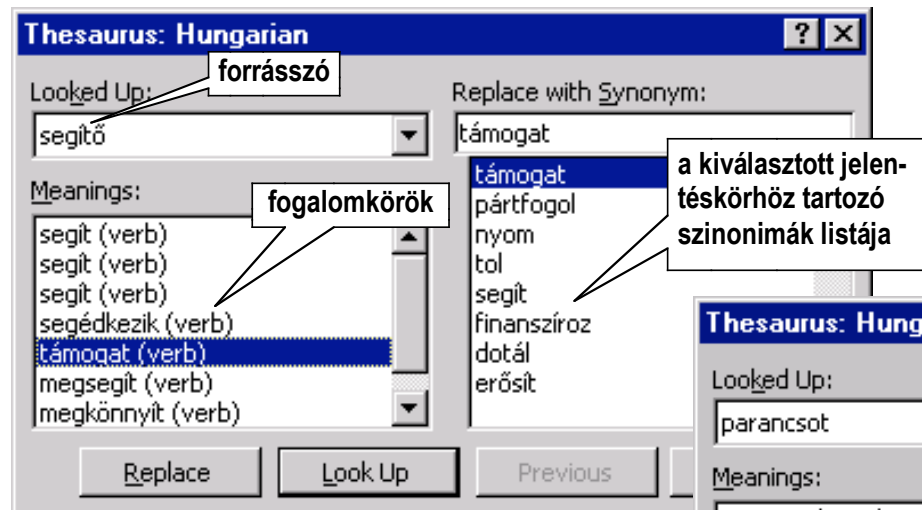 Thesaurus: Hungarian
forrásszó
Looked Up:
segítő
Meanings:
fogalomkörök
segít (verb)
segít (verb)
segít (verb)
segédkezik (verb)
támogat (verb)
megsegít (verb)
megkönnyít (verb)
Replace with Synonym:
támogat
támogat
pártfogol
nyom
tol
segít
finanszíroz
dotál
erősít
a kiválasztott jelen-
téskörhöz tartozó
szinonimák listája
Replace
Look Up
Previous
Thesaurus: Hung
Looked Up:
parancsot
Meanings: